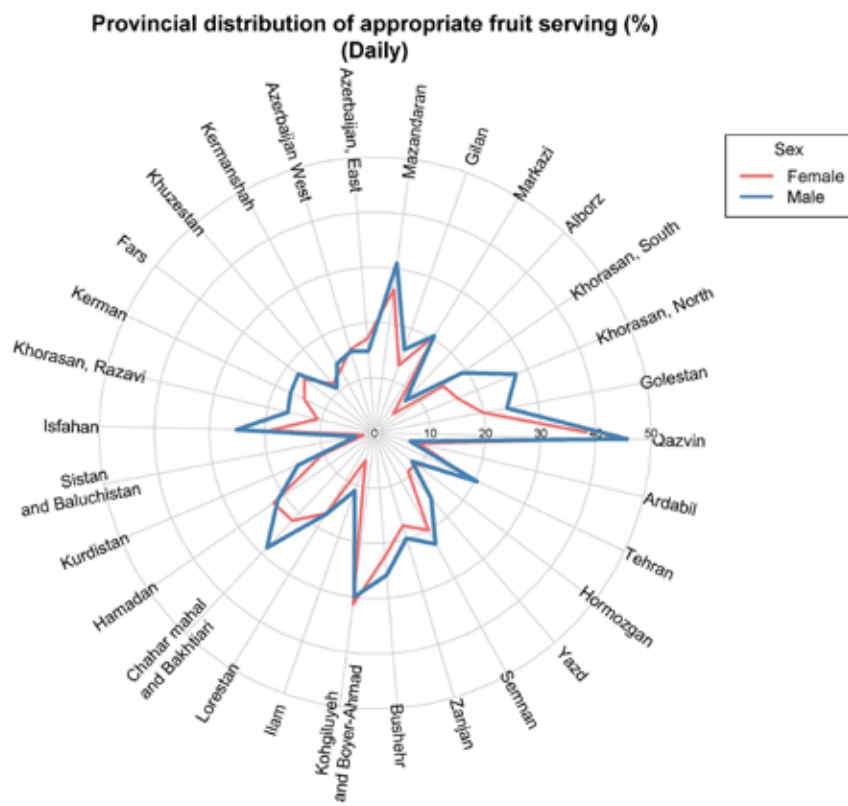 Provincial distribution of appropriate fruit serving (%)
(Daily)
Sex
Female
Male
Mazandaran
Gilan
Markazi
Alborz
Khorasan, South
Khorasan, North
Golestan
Qazvin
Ardabil
Tehran
Hormozgan
Yazd
Semnan
Zanjan
Bushehr
Kohgiluyeh
and Boyer-Ahmad
Ilam
Lorestan
Chahar mahal
and Bakhtiari
Hamadan
Kurdistan
Sistan
and Baluchistan
Isfahan
Khorasan, Razavi
Kerman
Fars
Khuzestan
Kermanshah
Azerbaijan West
Azerbaijan, East
0 10 20 30 40 50